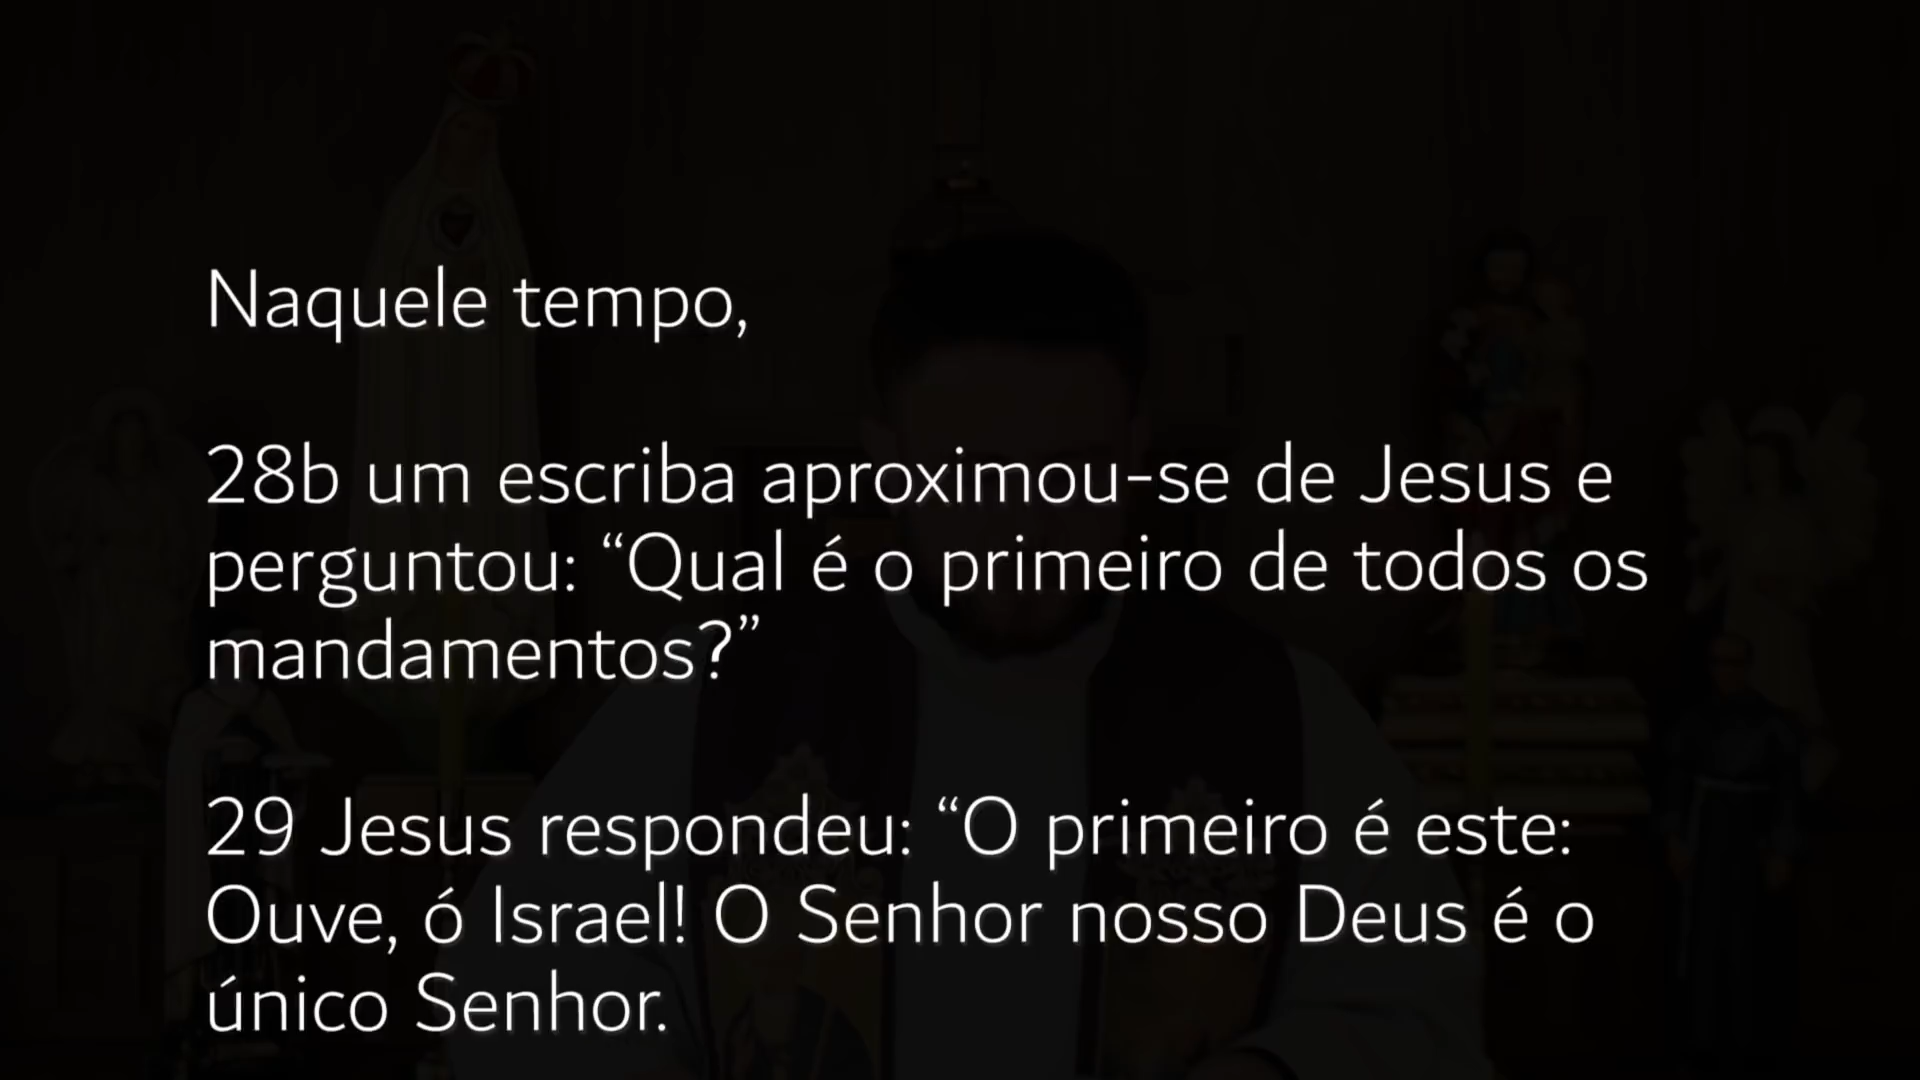 Naquele tempo,
28b um escriba aproximou-se de Jesus e
perguntou: “Qual é o primeiro de todos os
mandamentos?”
29 Jesus respondeu: “O primeiro é este:
Ouve, ó Israel! O Senhor nosso Deus é o
único Senhor.